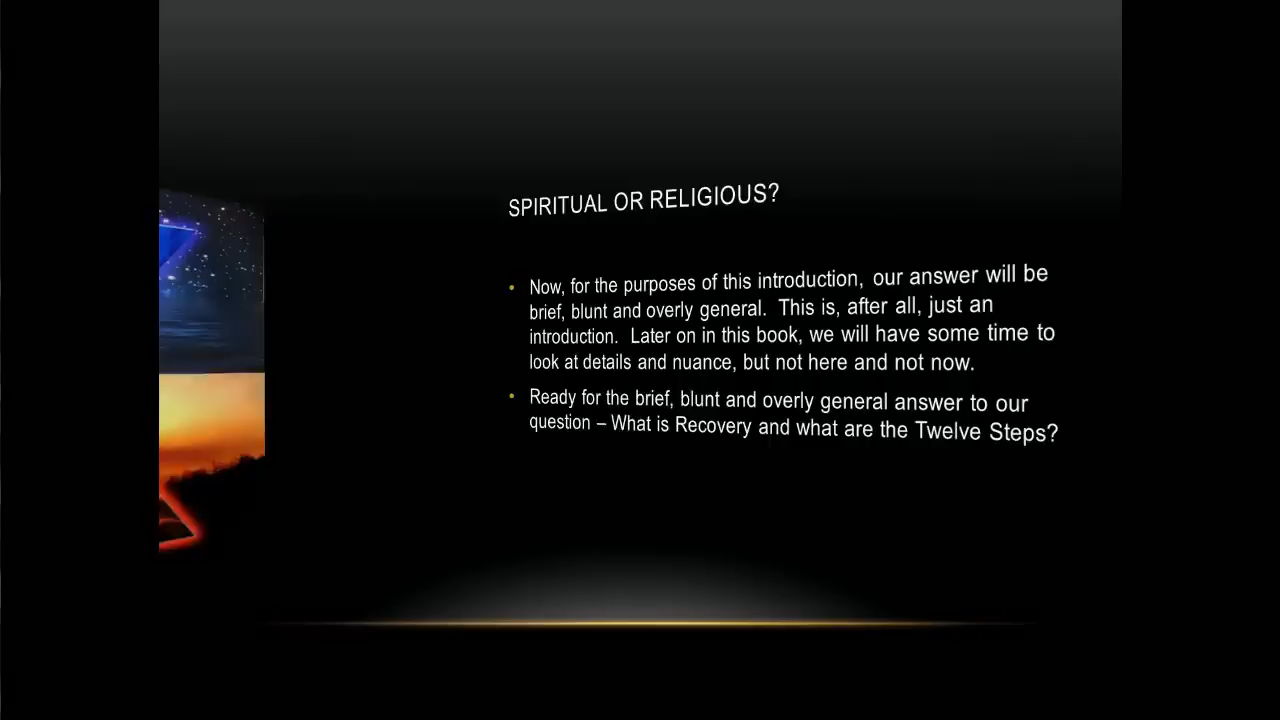 SPIRITUAL OR RELIGIOUS?
• Now, for the purposes of this introduction, our answer will be
brief, blunt and overly general.  This is, after all, just an
introduction.  Later on in this book, we will have some time to
look at details and nuance, but not here and not now.
• Ready for the brief, blunt and overly general answer to our
question – What is Recovery and what are the Twelve Steps?